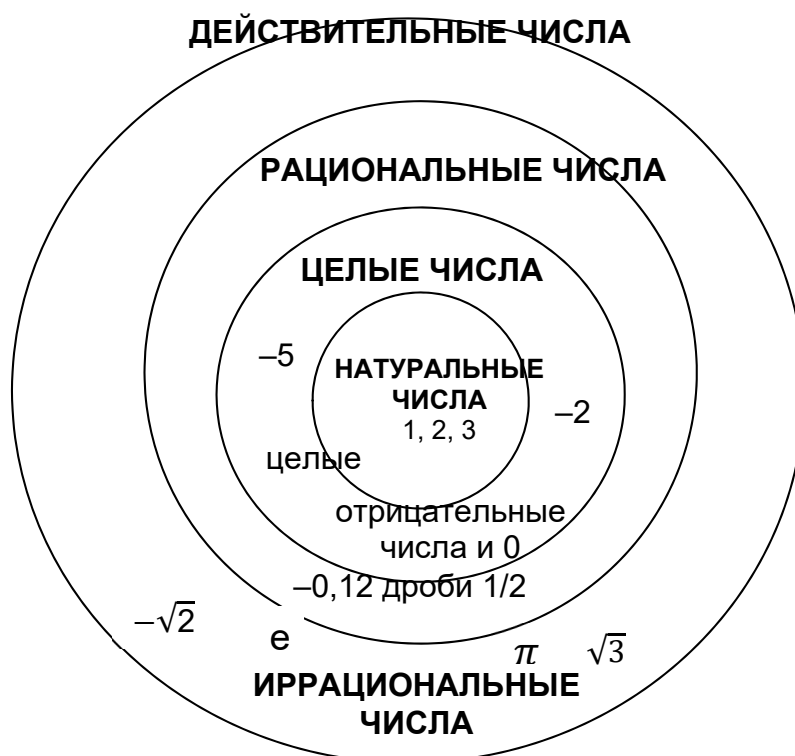 ДЕЙСТВИТЕЛЬНЫЕ ЧИСЛА
РАЦИОНАЛЬНЫЕ ЧИСЛА
ЦЕЛЫЕ ЧИСЛА
–5
НАТУРАЛЬНЫЕ
ЧИСЛА
1, 2, 3
–2
целые
отрицательные
числа и 0
–0,12 дроби 1/2
−√2
е
π
√3
ИРРАЦИОНАЛЬНЫЕ
ЧИСЛА